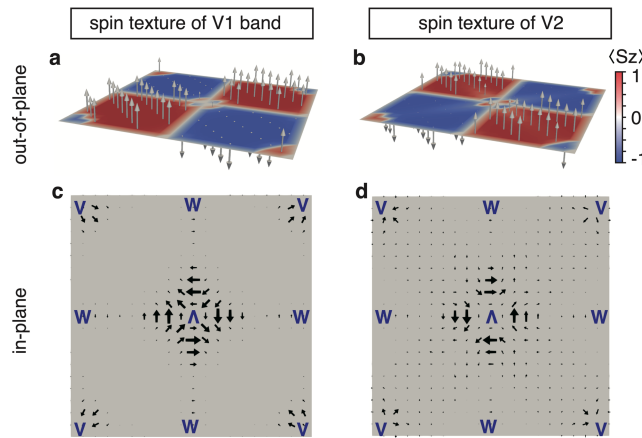 spin texture of V1 band
spin texture of V2
a
b
out-of-plane
⟨Sz⟩
1
0
-1
c
d
in-plane
V W V
W Λ W
V W V
V W V
W Λ W
V W V